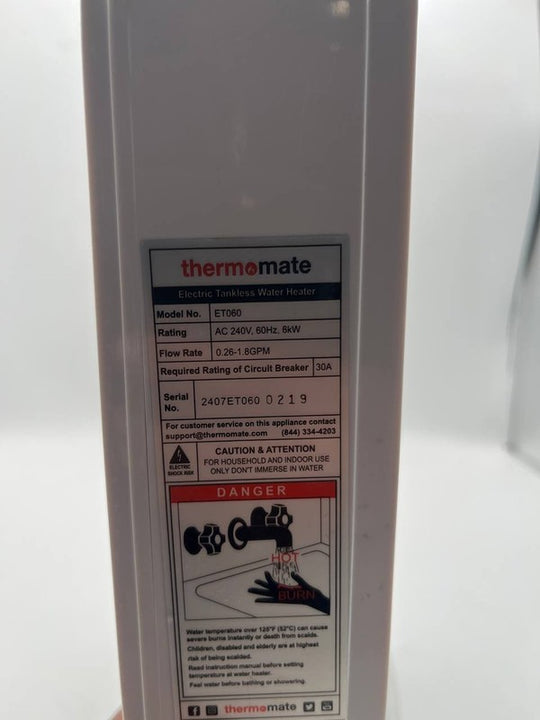 thermomate
Electric Tankless Water Heater
Model No. ET060
Rating AC 240V, 60Hz, 6kW
Flow Rate 0.26-1.8GPM
Required Rating of Circuit Breaker 30A
Serial No. 2407ET060 0219
For customer service on this appliance contact
support@thermomate.com (844) 334-4203
ELECTRIC
SHOCK RISK
CAUTION & ATTENTION
FOR HOUSEHOLD AND INDOOR USE
ONLY DON'T IMMERSE IN WATER
DANGER
HOT
BURN
Water temperature over 125°F (52°C) can cause
severe burns instantly or death from scalds.
Children, disabled and elderly are at highest
risk of being scalded.
Read instruction manual before setting
temperature at water heater.
Feel water before bathing or showering.
thermomate